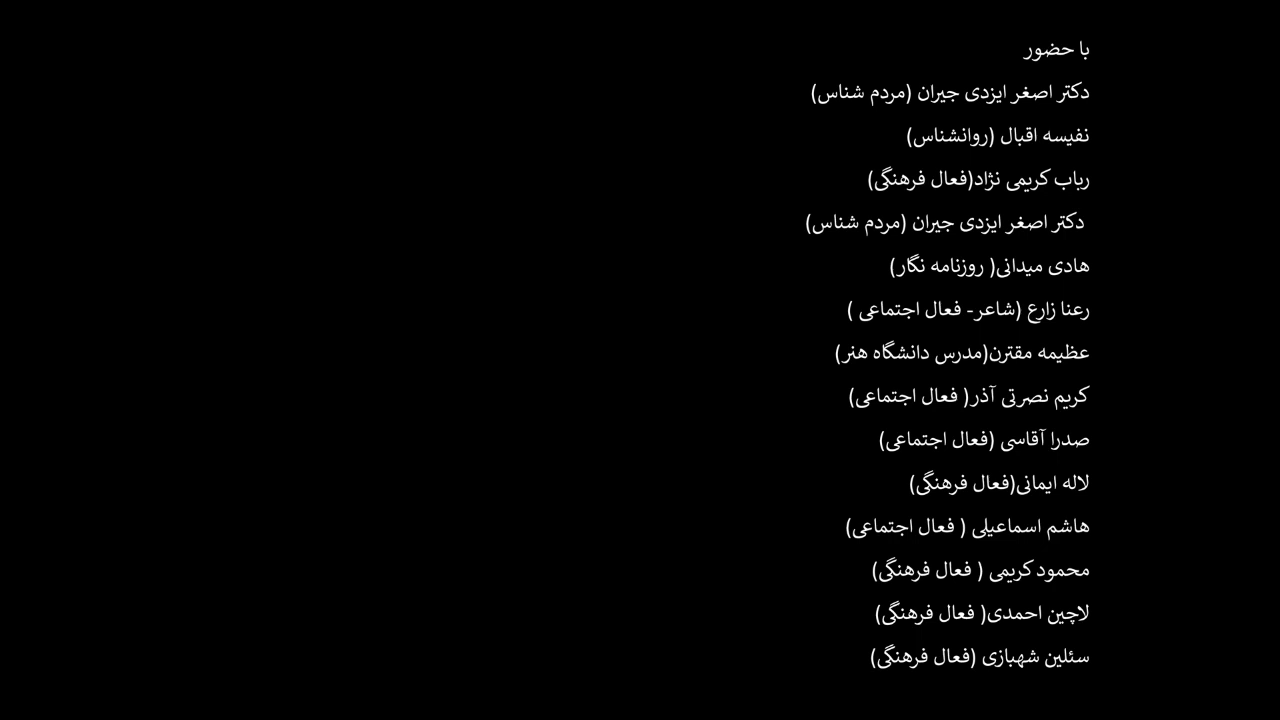 با حضور
دکتر اصغر ایزدی جیران (مردم شناس)
نفیسه اقبال (روانشناس)
رباب کریمی نژاد(فعال فرهنگی)
دکتر اصغر ایزدی جیران (مردم شناس)
هادی میدانی( روزنامه نگار)
رعنا زارع (شاعر- فعال اجتماعی )
عظیمه مقترن(مدرس دانشگاه هنر)
کریم نصرتی آذر( فعال اجتماعی)
صدرا آقاسی (فعال اجتماعی)
لاله ایمانی(فعال فرهنگی)
هاشم اسماعیلی ( فعال اجتماعی)
محمود کریمی ( فعال فرهنگی)
لاچین احمدی( فعال فرهنگی)
سئلین شهبازی (فعال فرهنگی)